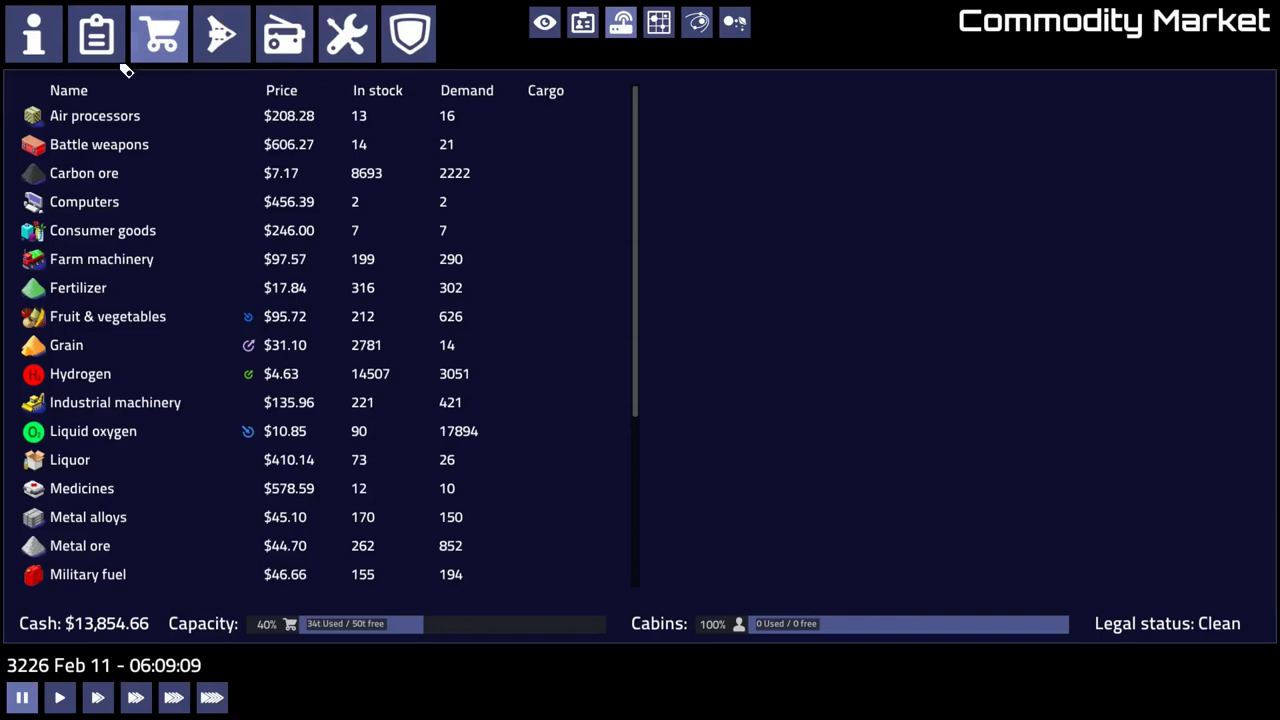 Commodity Market
Name Price In stock Demand Cargo
Air processors $208.28 13 16
Battle weapons $606.27 14 21
Carbon ore $7.17 8693 2222
Computers $456.39 2 2
Consumer goods $246.00 7 7
Farm machinery $97.57 199 290
Fertilizer $17.84 316 302
Fruit & vegetables $95.72 212 626
Grain $31.10 2781 14
Hydrogen $4.63 14507 3051
Industrial machinery $135.96 221 421
Liquid oxygen $10.85 90 17894
Liquor $410.14 73 26
Medicines $578.59 12 10
Metal alloys $45.10 170 150
Metal ore $44.70 262 852
Military fuel $46.66 155 194
Cash: $13,854.66 Capacity: 40% 34t Used / 50t free Cabins: 100% 0 Used / 0 free Legal status: Clean
3226 Feb 11 - 06:09:09